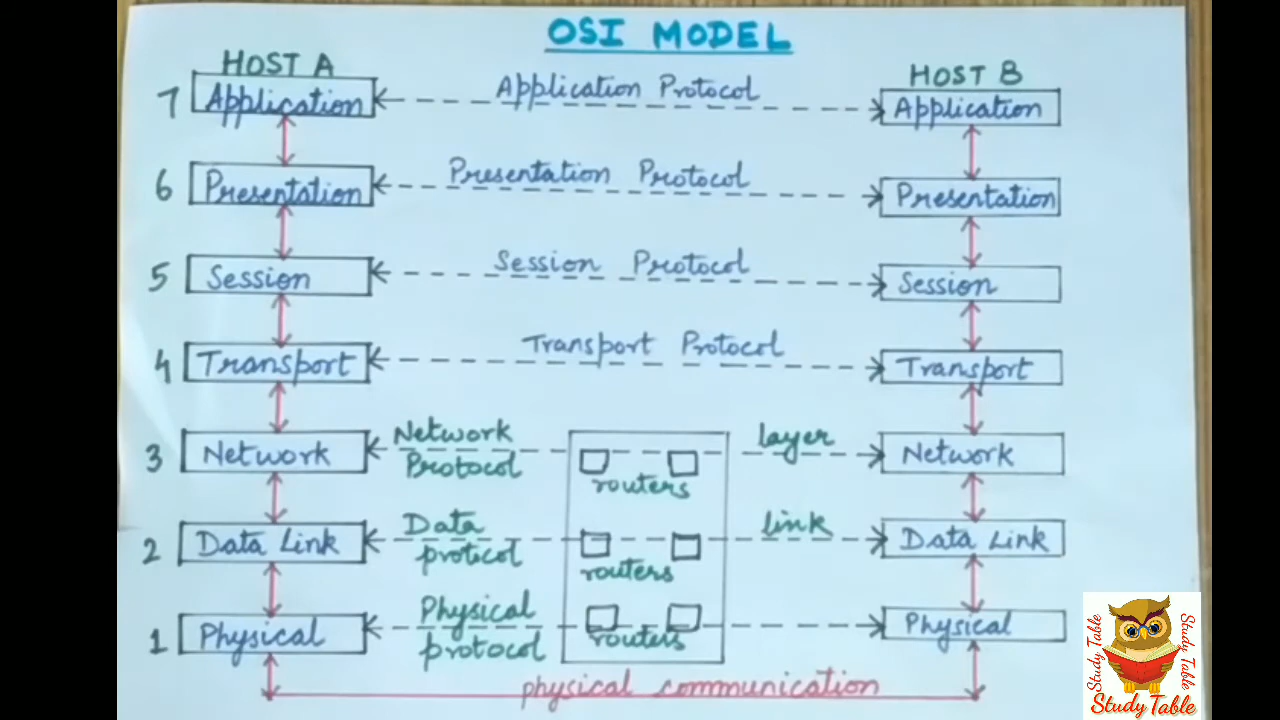 OSI MODEL
HOST A
HOST B
7 Application Application Protocol Application
6 Presentation Presentation Protocol Presentation
5 Session Session Protocol Session
4 Transport Transport Protocol Transport
3 Network Network layer Network
Protocol
routers
2 Data Link Data link Data Link
proticol
routers
1 Physical Physical Physical
protocol
routers
physical communication
Study Table
Study Table
Study Table